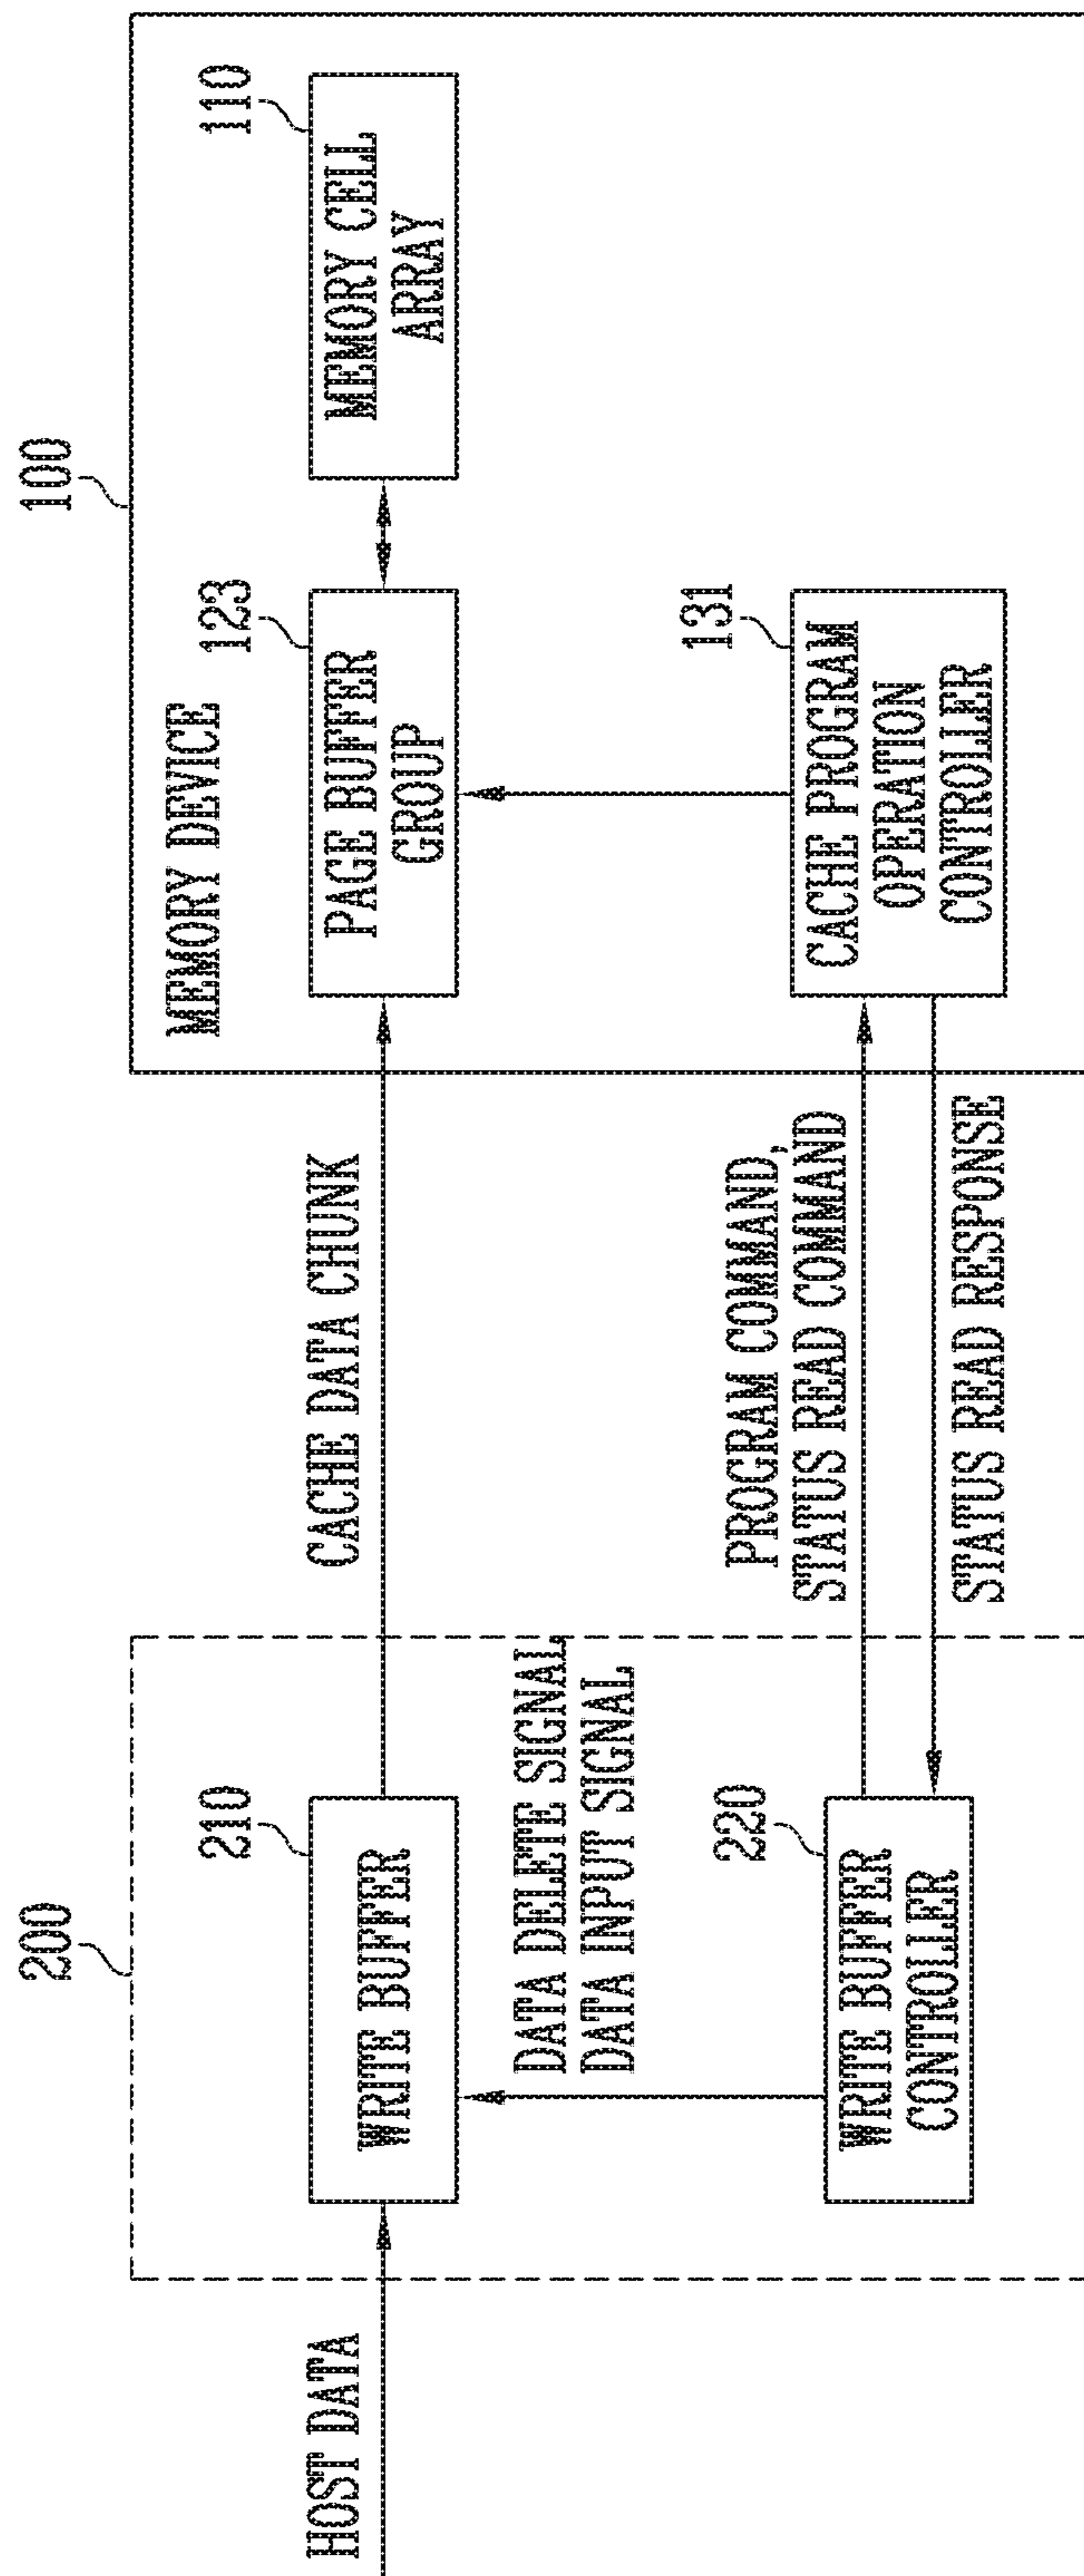 200
100
HOST DATA
210
WRITE BUFFER
DATA DELETE SIGNAL
DATA INPUT SIGNAL
220
WRITE BUFFER
CONTROLLER
CACHE DATA CHUNK
PROGRAM COMMAND,
STATUS READ COMMAND
STATUS READ RESPONSE
MEMORY DEVICE
123
PAGE BUFFER
GROUP
110
MEMORY CELL
ARRAY
131
CACHE PROGRAM
OPERATION
CONTROLLER